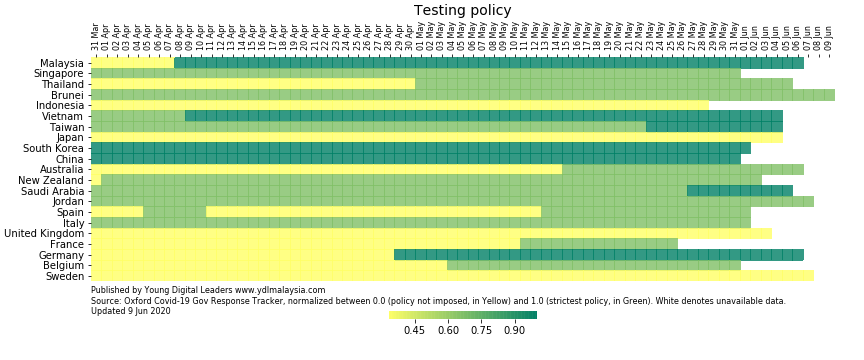 Testing policy
31 Mar
01 Apr
02 Apr
03 Apr
04 Apr
05 Apr
06 Apr
07 Apr
08 Apr
09 Apr
10 Apr
11 Apr
12 Apr
13 Apr
14 Apr
15 Apr
16 Apr
17 Apr
18 Apr
19 Apr
20 Apr
21 Apr
22 Apr
23 Apr
24 Apr
25 Apr
26 Apr
27 Apr
28 Apr
29 Apr
30 Apr
01 May
02 May
03 May
04 May
05 May
06 May
07 May
08 May
09 May
10 May
11 May
12 May
13 May
14 May
15 May
16 May
17 May
18 May
19 May
20 May
21 May
22 May
23 May
24 May
25 May
26 May
27 May
28 May
29 May
30 May
31 May
01 Jun
02 Jun
03 Jun
04 Jun
05 Jun
06 Jun
07 Jun
08 Jun
09 Jun
Malaysia
Singapore
Thailand
Brunei
Indonesia
Vietnam
Taiwan
Japan
South Korea
China
Australia
New Zealand
Saudi Arabia
Jordan
Spain
Italy
United Kingdom
France
Germany
Belgium
Sweden
Published by Young Digital Leaders www.ydlmalaysia.com
Source: Oxford Covid-19 Gov Response Tracker, normalized between 0.0 (policy not imposed, in Yellow) and 1.0 (strictest policy, in Green). White denotes unavailable data.
Updated 9 Jun 2020
0.45 0.60 0.75 0.90